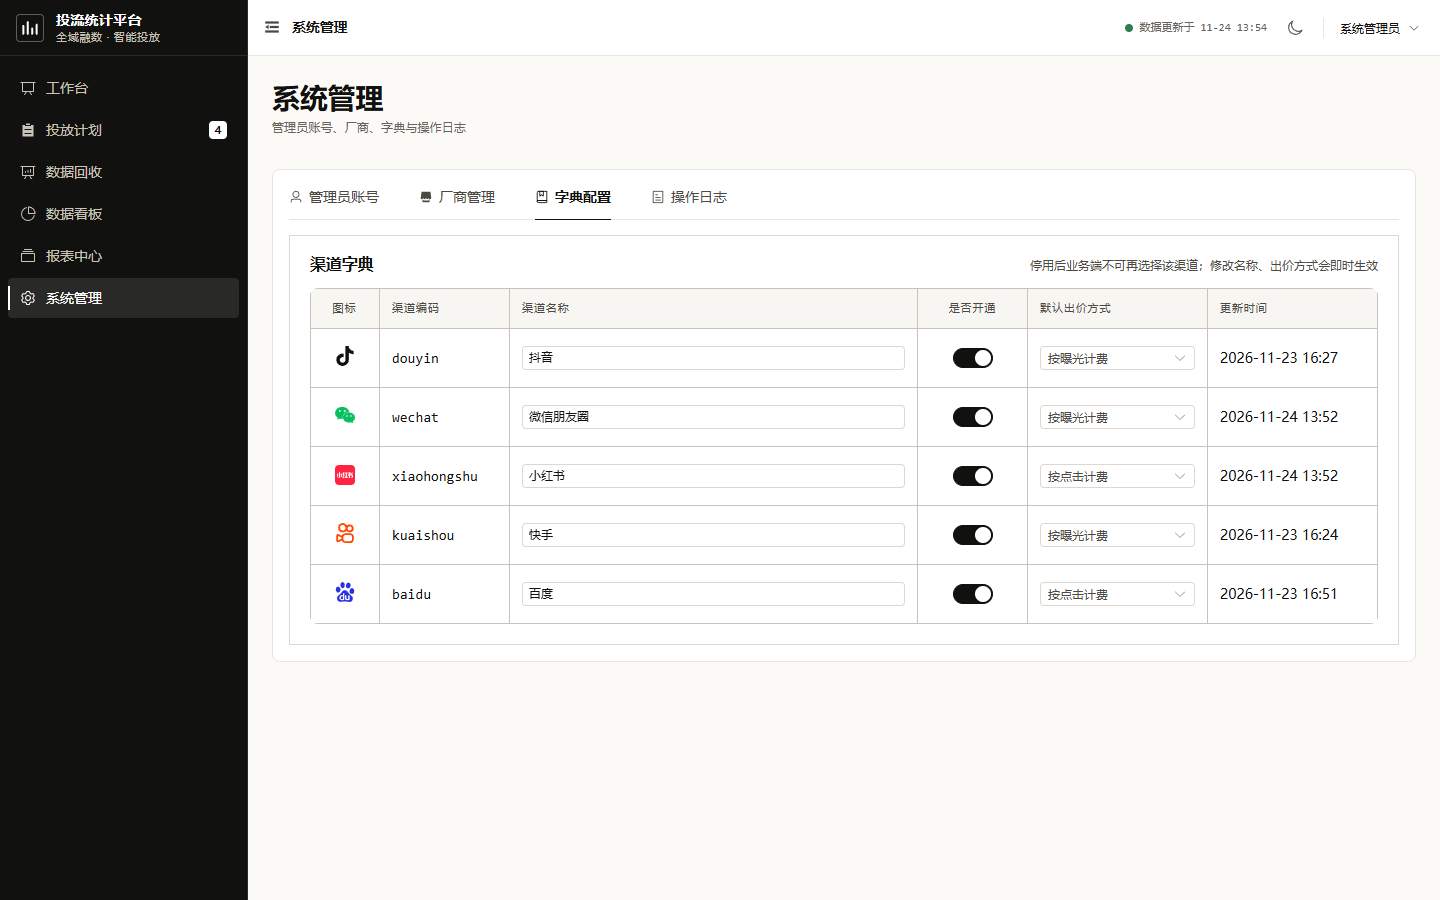 投流统计平台
全域融数 · 智能投放
工作台
投放计划 4
数据回收
数据看板
报表中心
系统管理
系统管理
数据更新于 11-24 13:54
系统管理员
系统管理
管理员账号、厂商、字典与操作日志
管理员账号 厂商管理 字典配置 操作日志
渠道字典
停用后业务端不可再选择该渠道；修改名称、出价方式会即时生效
图标 渠道编码 渠道名称 是否开通 默认出价方式 更新时间
douyin 抖音 按曝光计费 2026-11-23 16:27
wechat 微信朋友圈 按曝光计费 2026-11-24 13:52
小红书 xiaohongshu 小红书 按点击计费 2026-11-24 13:52
kuaishou 快手 按曝光计费 2026-11-23 16:24
du baidu 百度 按点击计费 2026-11-23 16:51